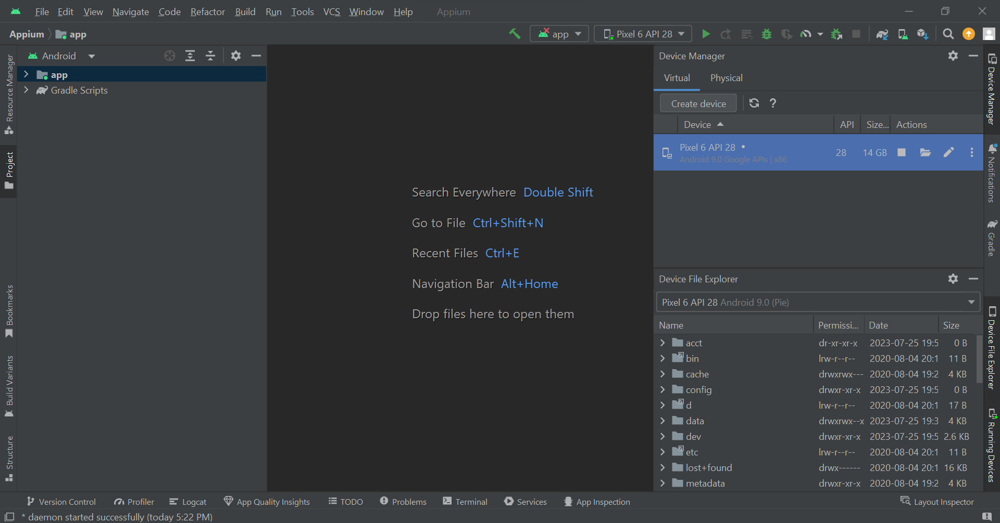 File Edit View Navigate Code Refactor Build Run Tools VCS Window Help Appium
Appium app
app
Pixel 6 API 28
Android
app
Gradle Scripts
Resource Manager
Project
Bookmarks
Build Variants
Structure
Search Everywhere Double Shift
Go to File Ctrl+Shift+N
Recent Files Ctrl+E
Navigation Bar Alt+Home
Drop files here to open them
Device Manager
Virtual Physical
Create device ?
Device API Size... Actions
Pixel 6 API 28 • 28 14 GB
Android 9.0 Google APIs | x86
Device File Explorer
Pixel 6 API 28 Android 9.0 (Pie)
Name Permissi... Date Size
acct dr-xr-xr-x 2023-07-25 19:5 0 B
bin lrw-r--r-- 2020-08-04 20:1 11 B
cache drwxrwx--- 2020-08-04 19:2 4 KB
config drwxr-xr-x 2023-07-25 19:5 0 B
d lrw-r--r-- 2020-08-04 20:1 17 B
data drwxrwx--x 2023-07-25 19:3 4 KB
dev drwxr-xr-x 2023-07-25 19:5 2.6 KB
etc lrw-r--r-- 2020-08-04 20:1 11 B
lost+found drwx------ 2020-08-04 20:1 16 KB
metadata drwxr-xr-x 2020-08-04 19:2 4 KB
Device Manager
Notifications
Gradle
Device File Explorer
Running Devices
Version Control Profiler Logcat App Quality Insights TODO Problems Terminal Services App Inspection Layout Inspector
* daemon started successfully (today 5:22 PM)